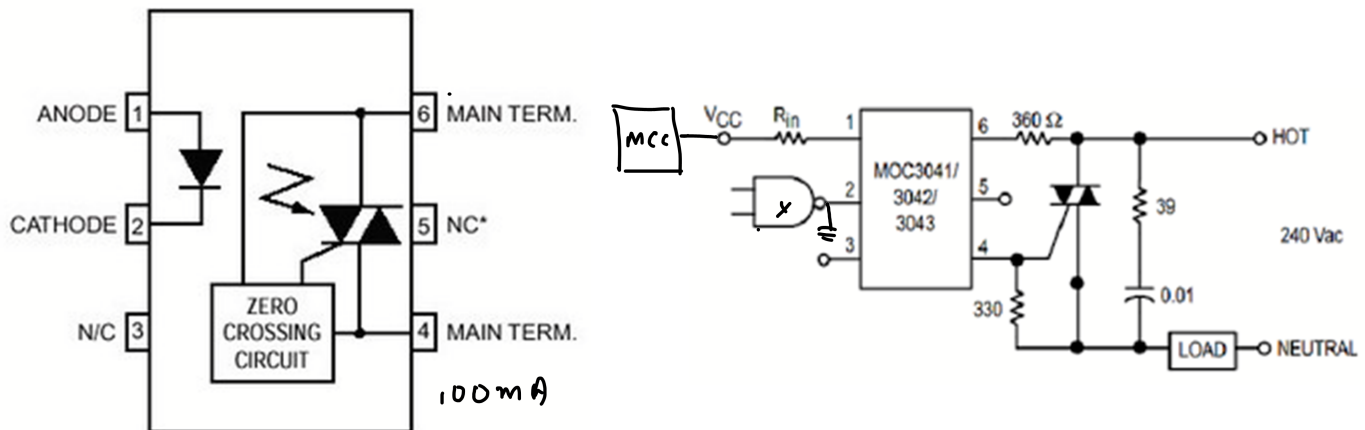 ANODE 1
6 MAIN TERM.
CATHODE 2
5 NC*
N/C 3
4 MAIN TERM.
ZERO
CROSSING
CIRCUIT
100mA
MCC
VCC
Rin
1
2
3
MOC3041/
3042/
3043
6
5
4
360 Ω
HOT
39
240 Vac
0.01
330
LOAD
NEUTRAL
X